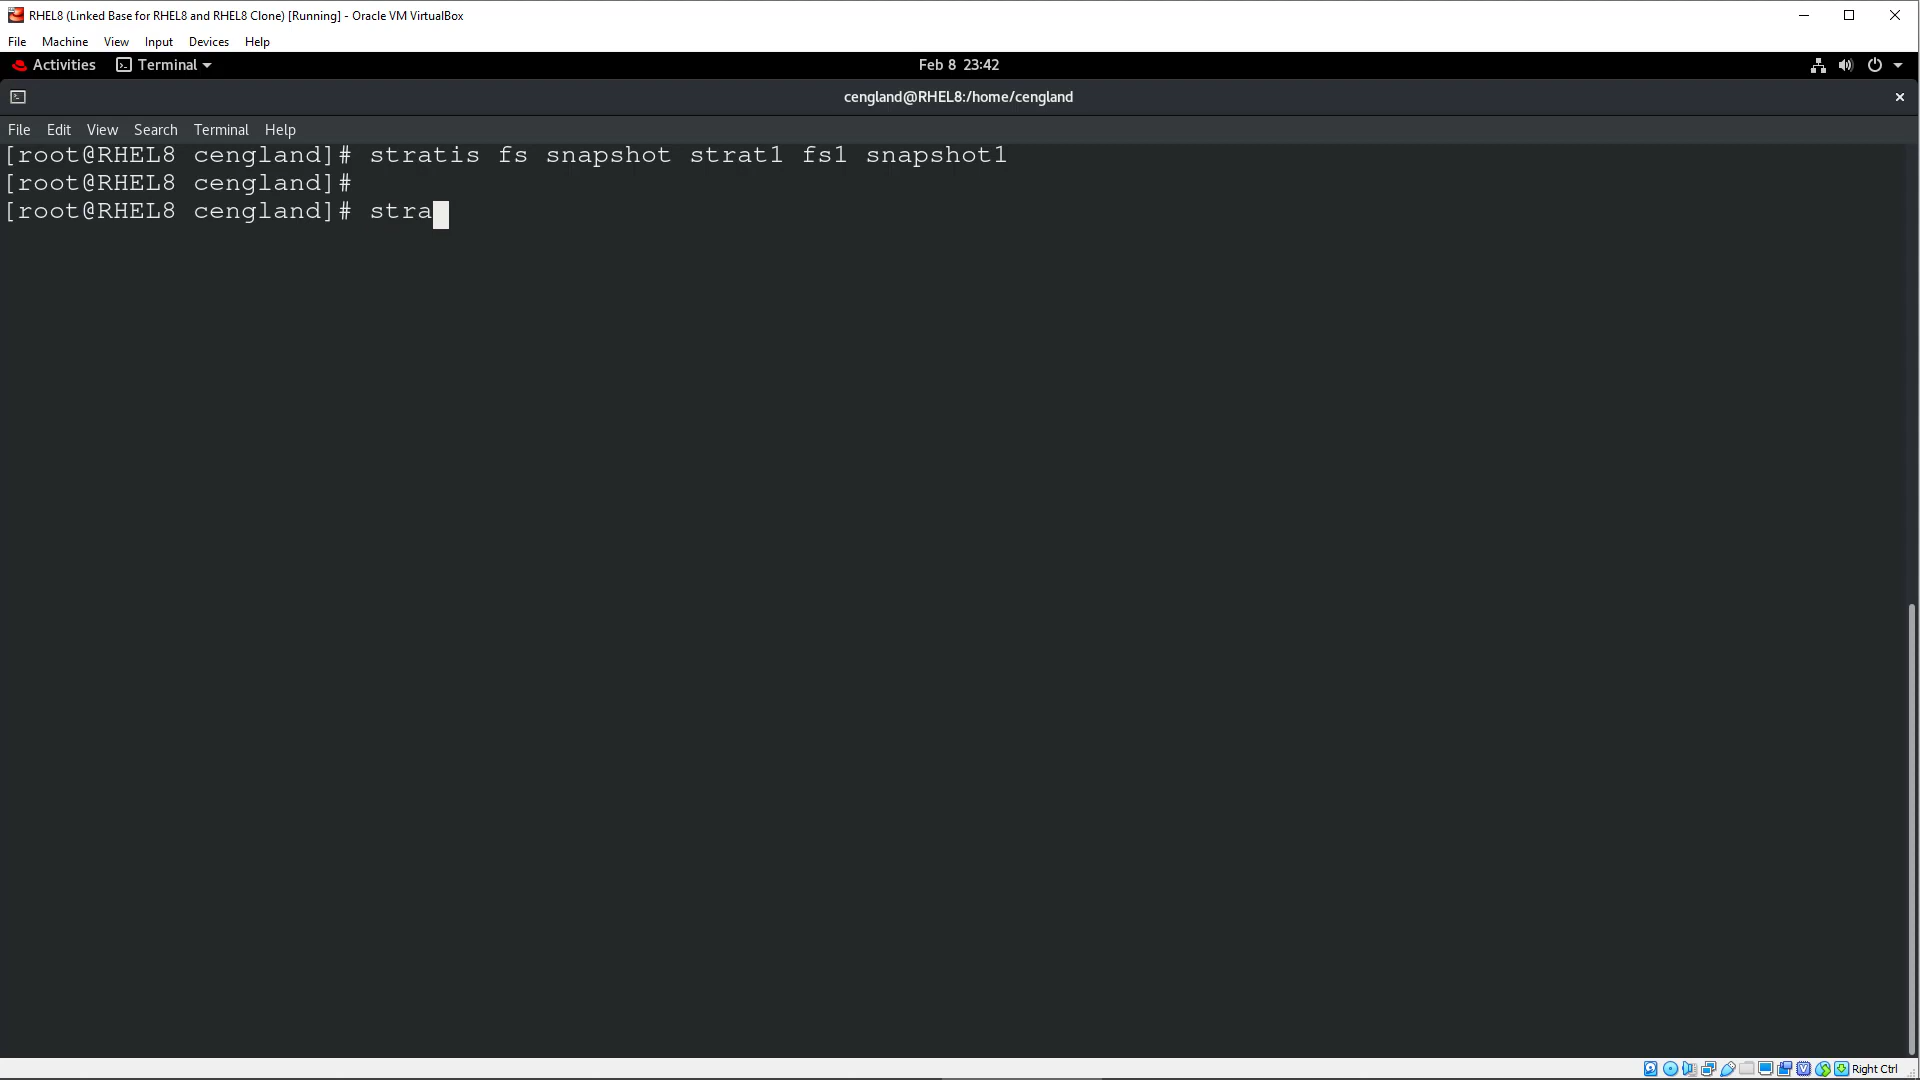 RHEL8 (Linked Base for RHEL8 and RHEL8 Clone) [Running] - Oracle VM VirtualBox
File Machine View Input Devices Help
Activities Terminal Feb 8 23:42
cengland@RHEL8:/home/cengland
File Edit View Search Terminal Help
[root@RHEL8 cengland]# stratis fs snapshot strat1 fs1 snapshot1
[root@RHEL8 cengland]#
[root@RHEL8 cengland]# stra
Right Ctrl